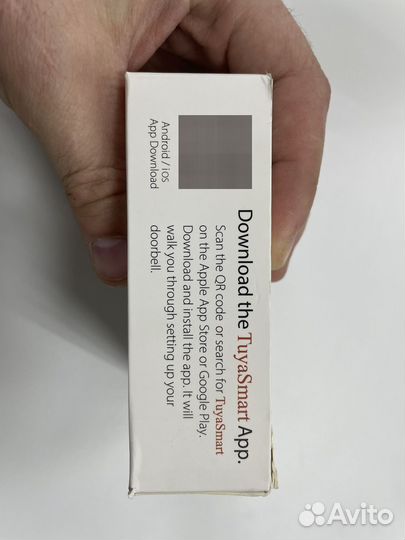 Download the TuyaSmart App.
Scan the QR code or search for TuyaSmart
on the Apple App Store or Google Play.
Download and install the app. It will
walk you through setting up your
doorbell.
Android / ios
App Download
Avito